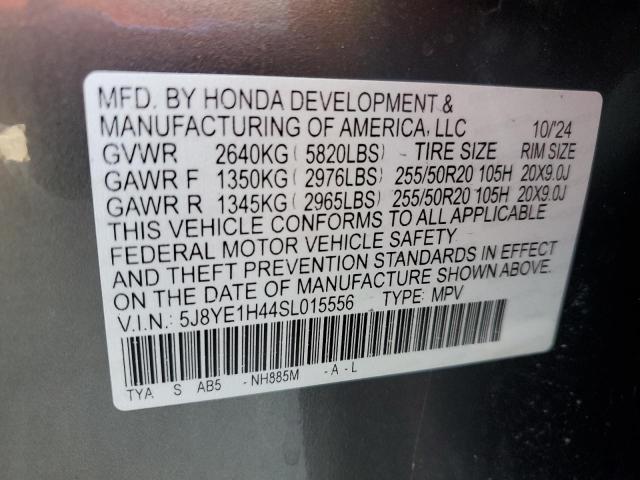 MFD. BY HONDA DEVELOPMENT &
MANUFACTURING OF AMERICA, LLC 10/'24
GVWR 2640KG ( 5820LBS) TIRE SIZE RIM SIZE
GAWR F 1350KG ( 2976LBS) 255/50R20 105H 20X9.0J
GAWR R 1345KG ( 2965LBS) 255/50R20 105H 20X9.0J
THIS VEHICLE CONFORMS TO ALL APPLICABLE
FEDERAL MOTOR VEHICLE SAFETY
AND THEFT PREVENTION STANDARDS IN EFFECT
ON THE DATE OF MANUFACTURE SHOWN ABOVE.
V.I.N.: 5J8YE1H44SL015556 TYPE: MPV
TYA S AB5 -NH885M -A-L